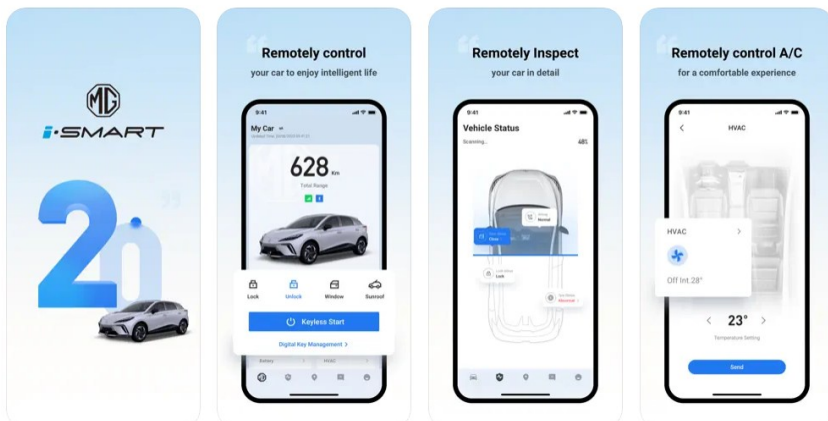 MG
i·SMART
20
Remotely control
your car to enjoy intelligent life
9:41
My Car
628 Km
Total Range
Lock
Unlock
Window
Sunroof
Keyless Start
Digital Key Management >
Battery
HVAC
Remotely Inspect
your car in detail
9:41
Vehicle Status
Scanning...
48%
Normal
Close
Lock
Remotely control A/C
for a comfortable experience
9:41
HVAC
HVAC
Off Int.28°
23°
Temperature Setting
Send